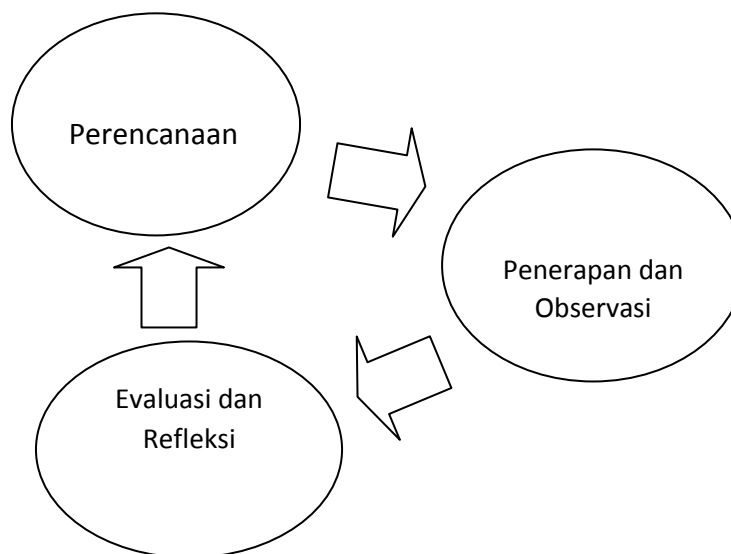 Perencanaan
Penerapan dan
Observasi
Evaluasi dan
Refleksi